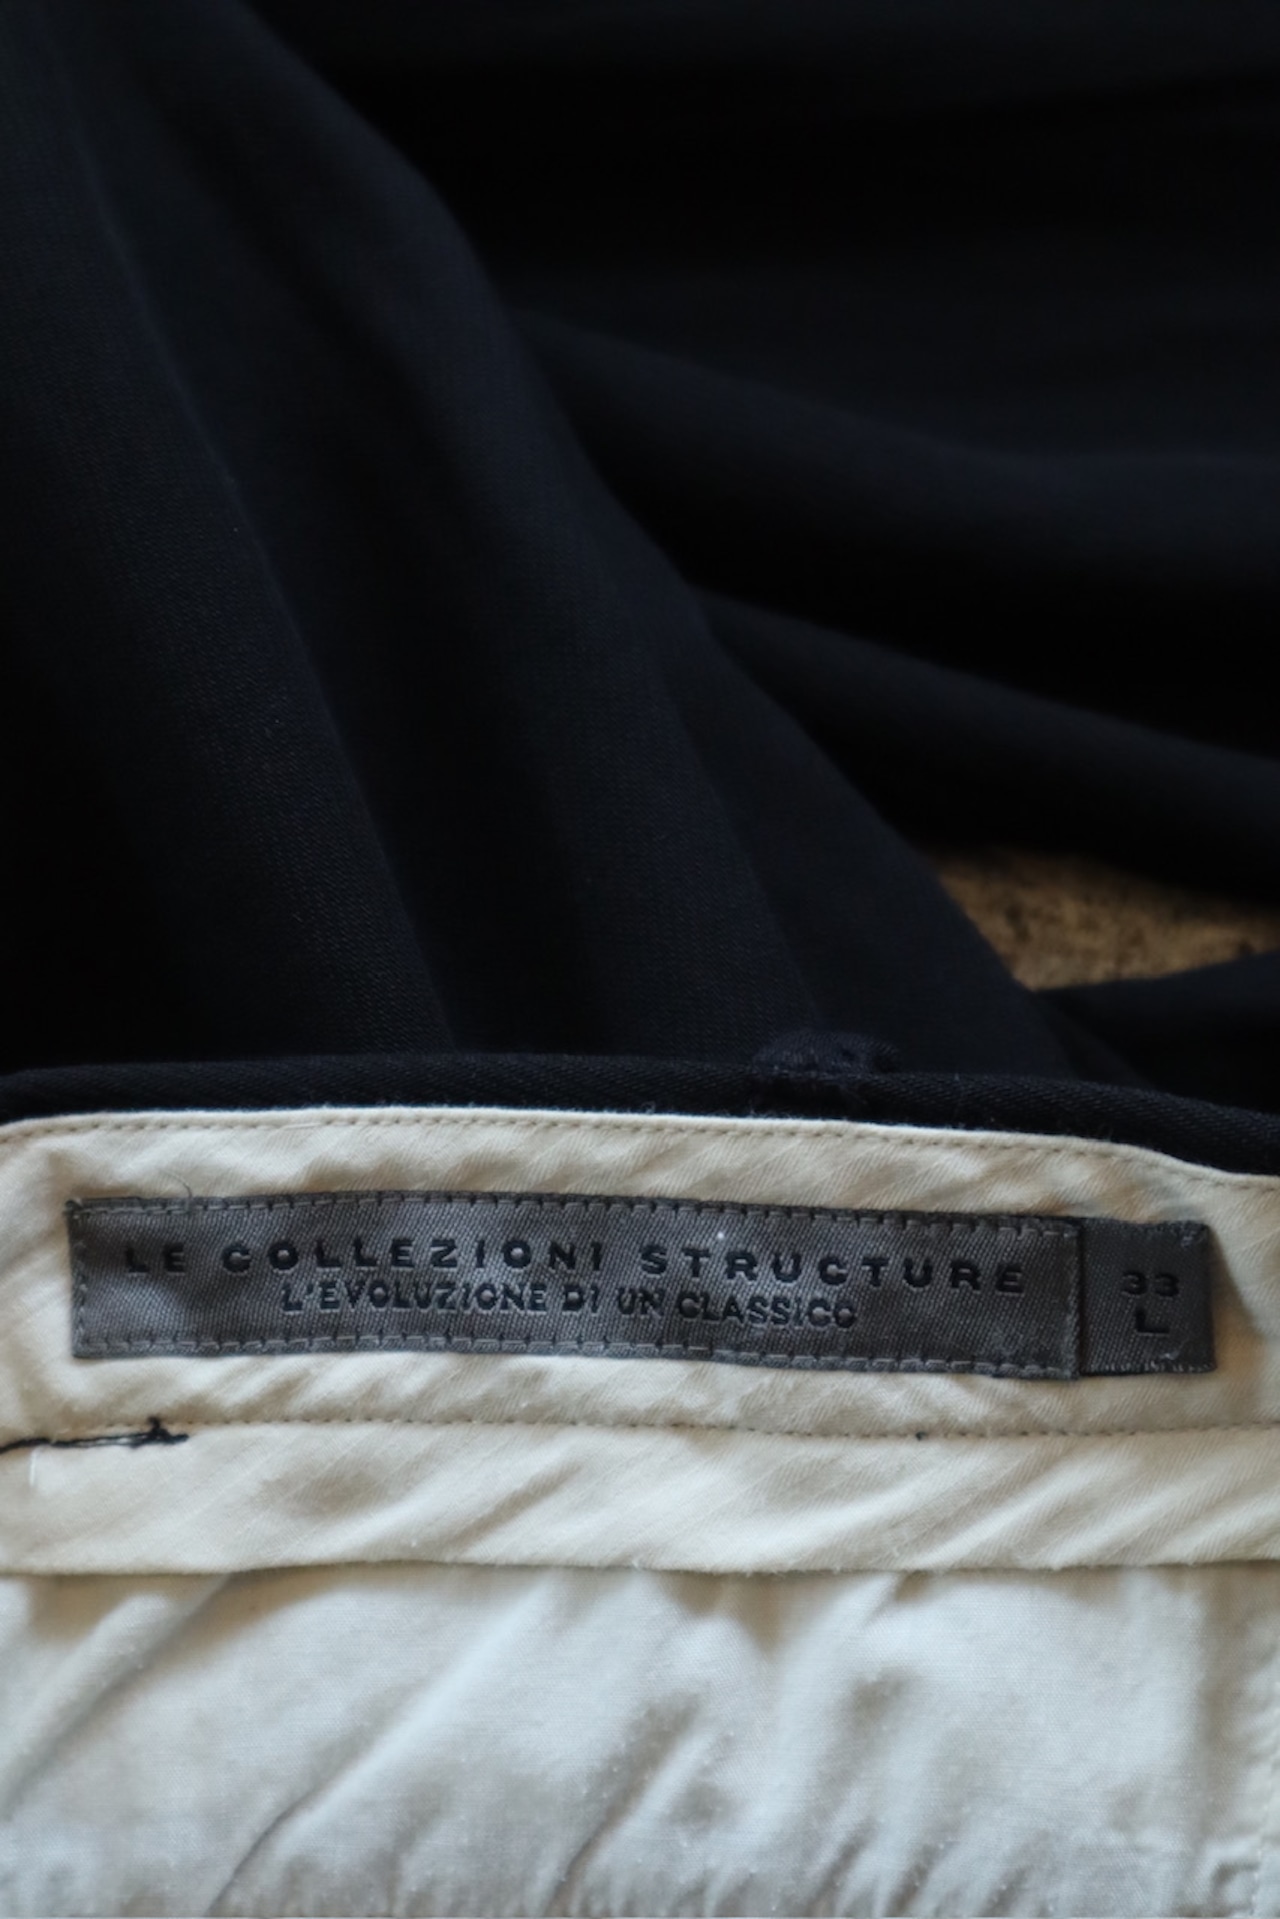 LE COLLEZIONI STRUCTURE
L'EVOLUZIONE DI UN CLASSICO
33
L